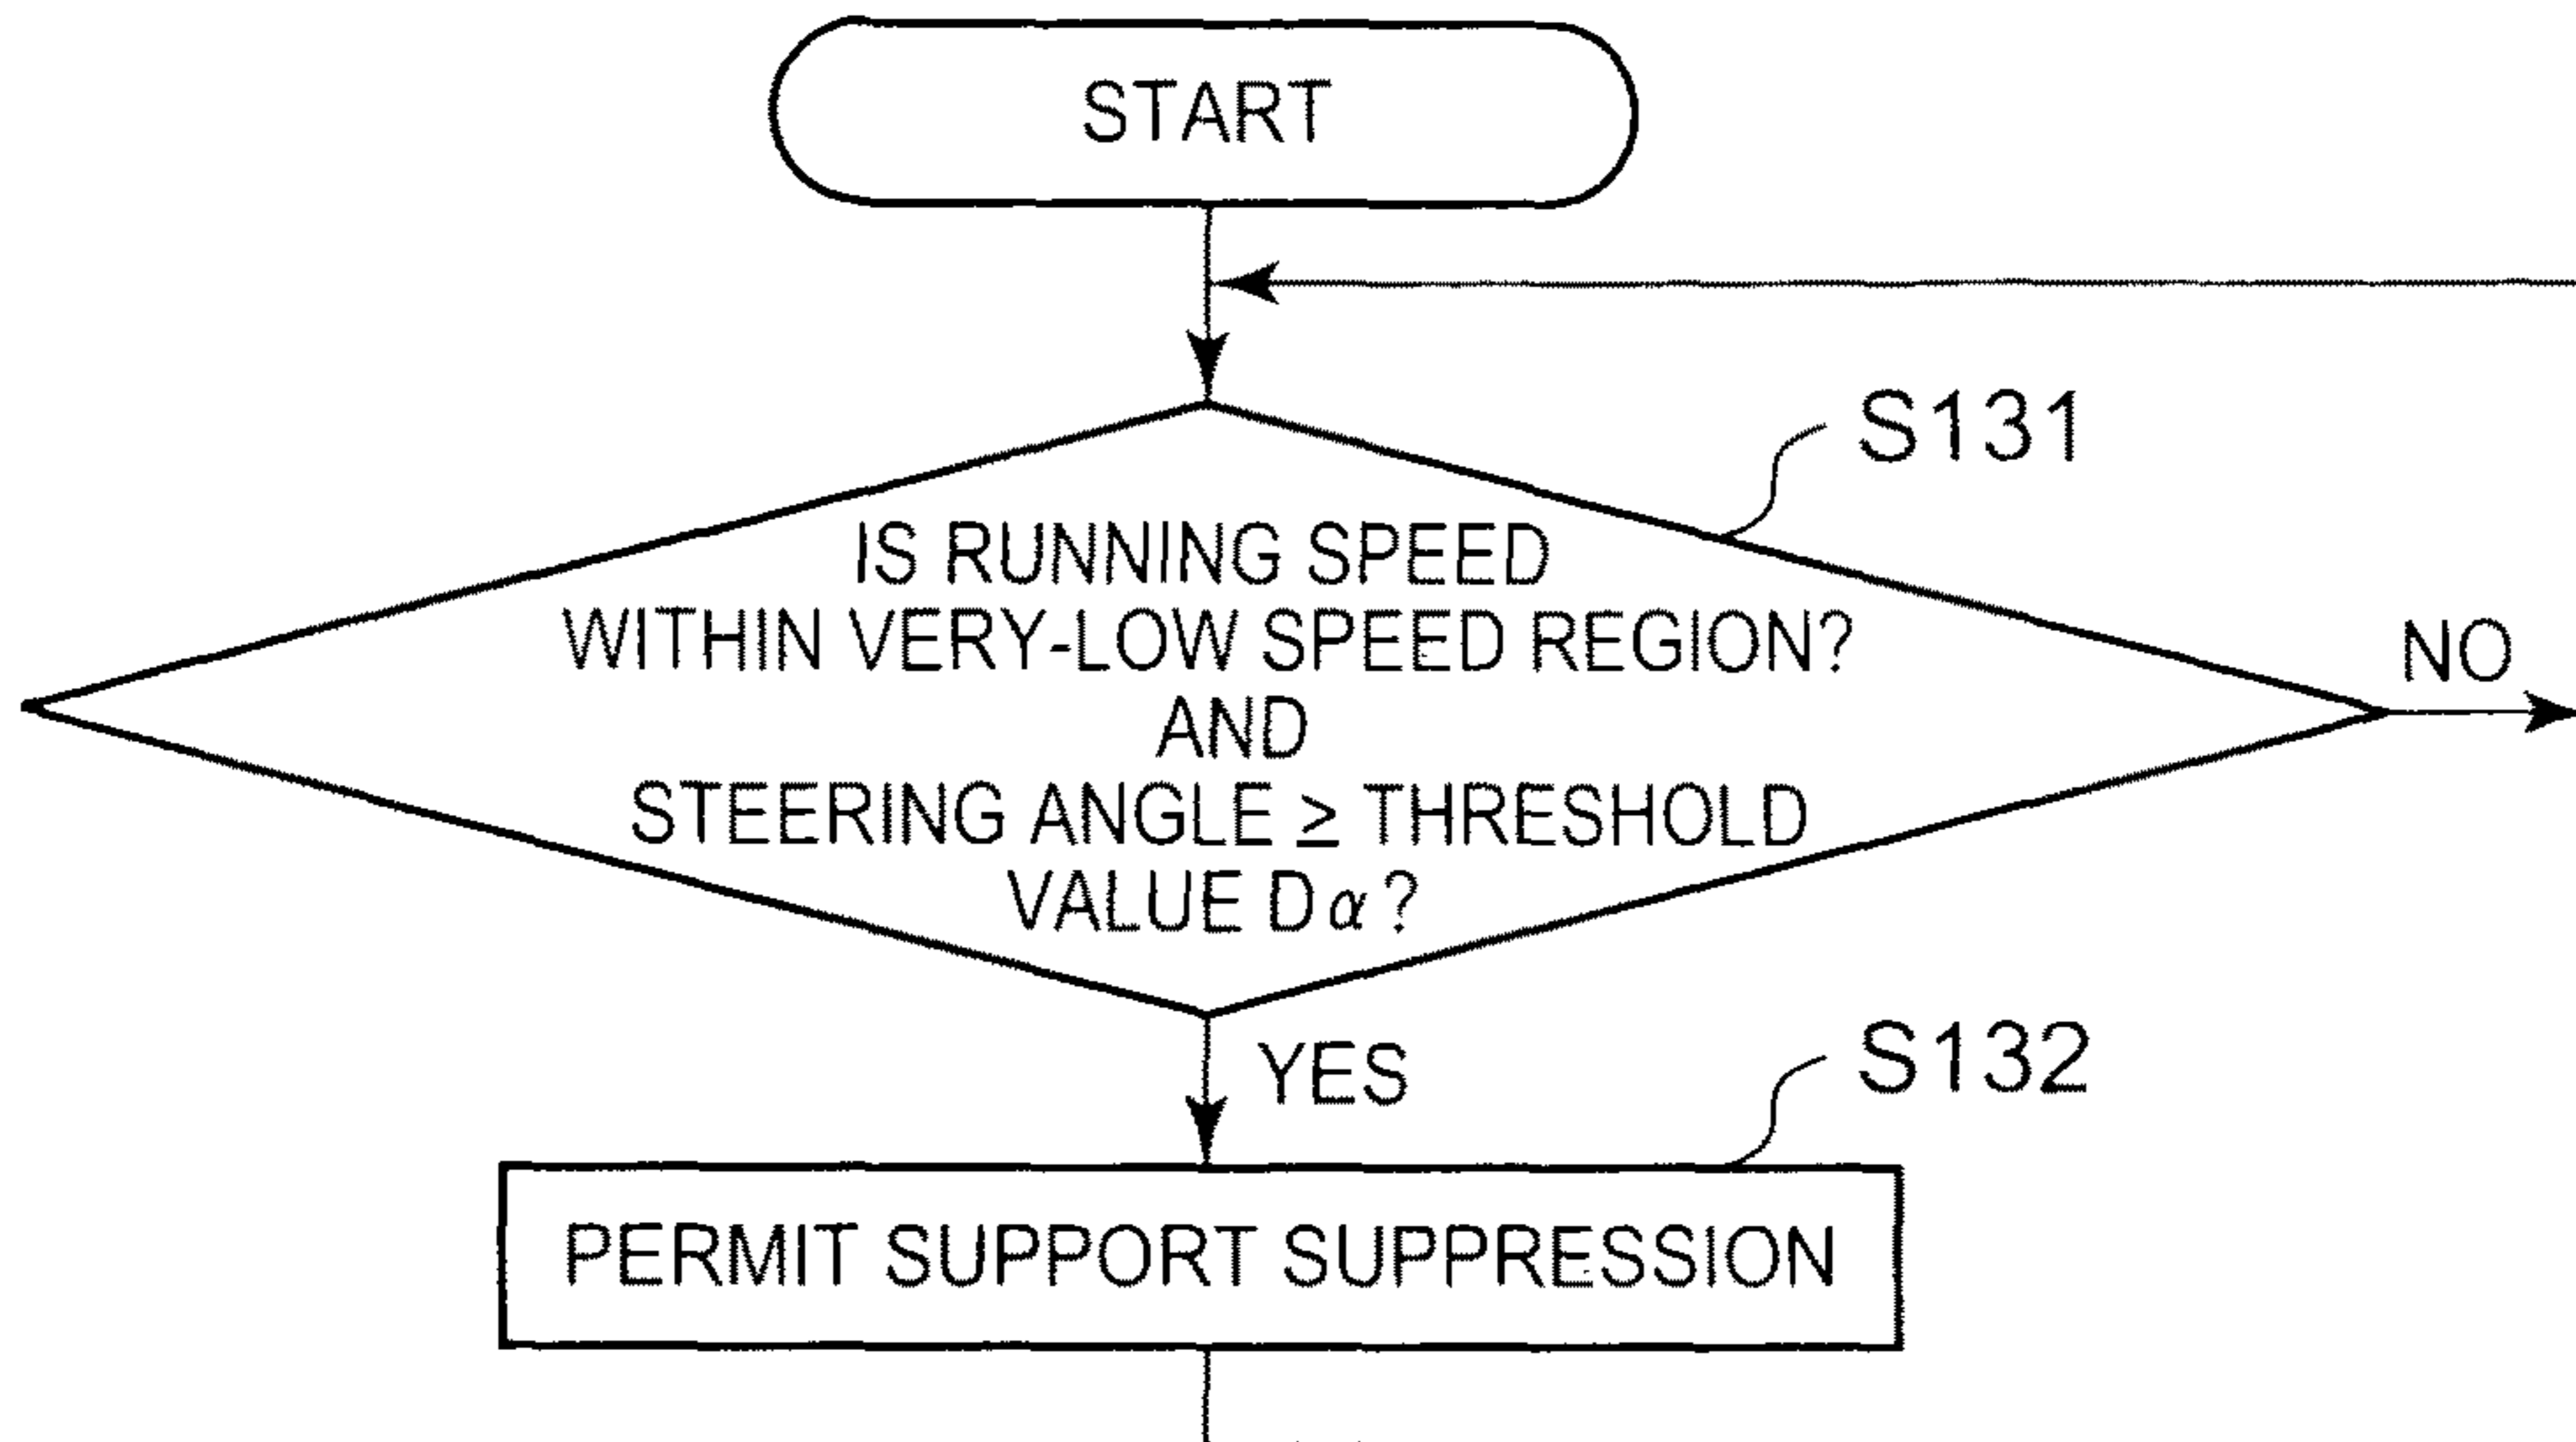 START
S131
IS RUNNING SPEED
WITHIN VERY-LOW SPEED REGION?
AND
STEERING ANGLE ≥ THRESHOLD
VALUE Dα?
NO
YES
S132
PERMIT SUPPORT SUPPRESSION